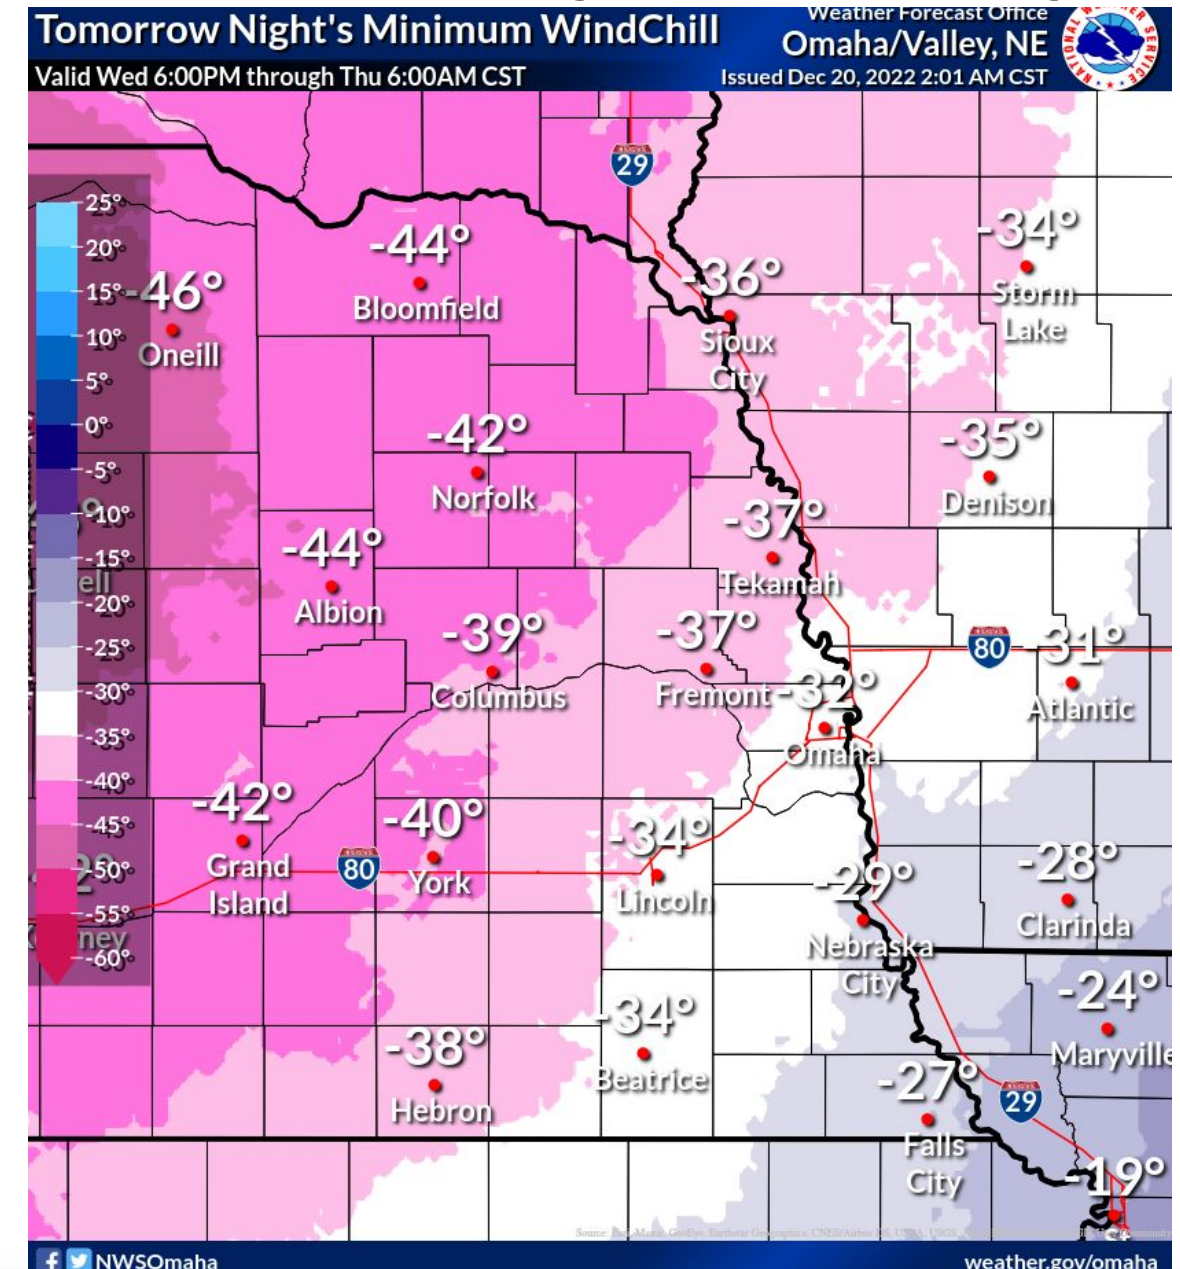 Tomorrow Night's Minimum WindChill
Weather Forecast Office
Omaha/Valley, NE
Valid Wed 6:00PM through Thu 6:00AM CST
Issued Dec 20, 2022 2:01 AM CST
NATIONAL WEATHER SERVICE
29
25°
20°
15°
10°
5°
0°
-5°
-10°
-15°
-20°
-25°
-30°
-35°
-40°
-45°
-50°
-55°
-60°
-34°
Storm
Lake
-44°
Bloomfield
-36°
Sioux
City
-46°
Oneill
-42°
Norfolk
-35°
Denison
-37°
Tekamah
-44°
Albion
-39°
Columbus
-37°
Fremont
80
-31°
Atlantic
-32°
Omaha
-42°
Grand
Island
80
-40°
York
-34°
Lincoln
-29°
Nebraska
City
-28°
Clarinda
-24°
Maryville
-34°
Beatrice
-38°
Hebron
-27°
Falls
City
29
-19°
St
NWSOmaha
weather.gov/omaha